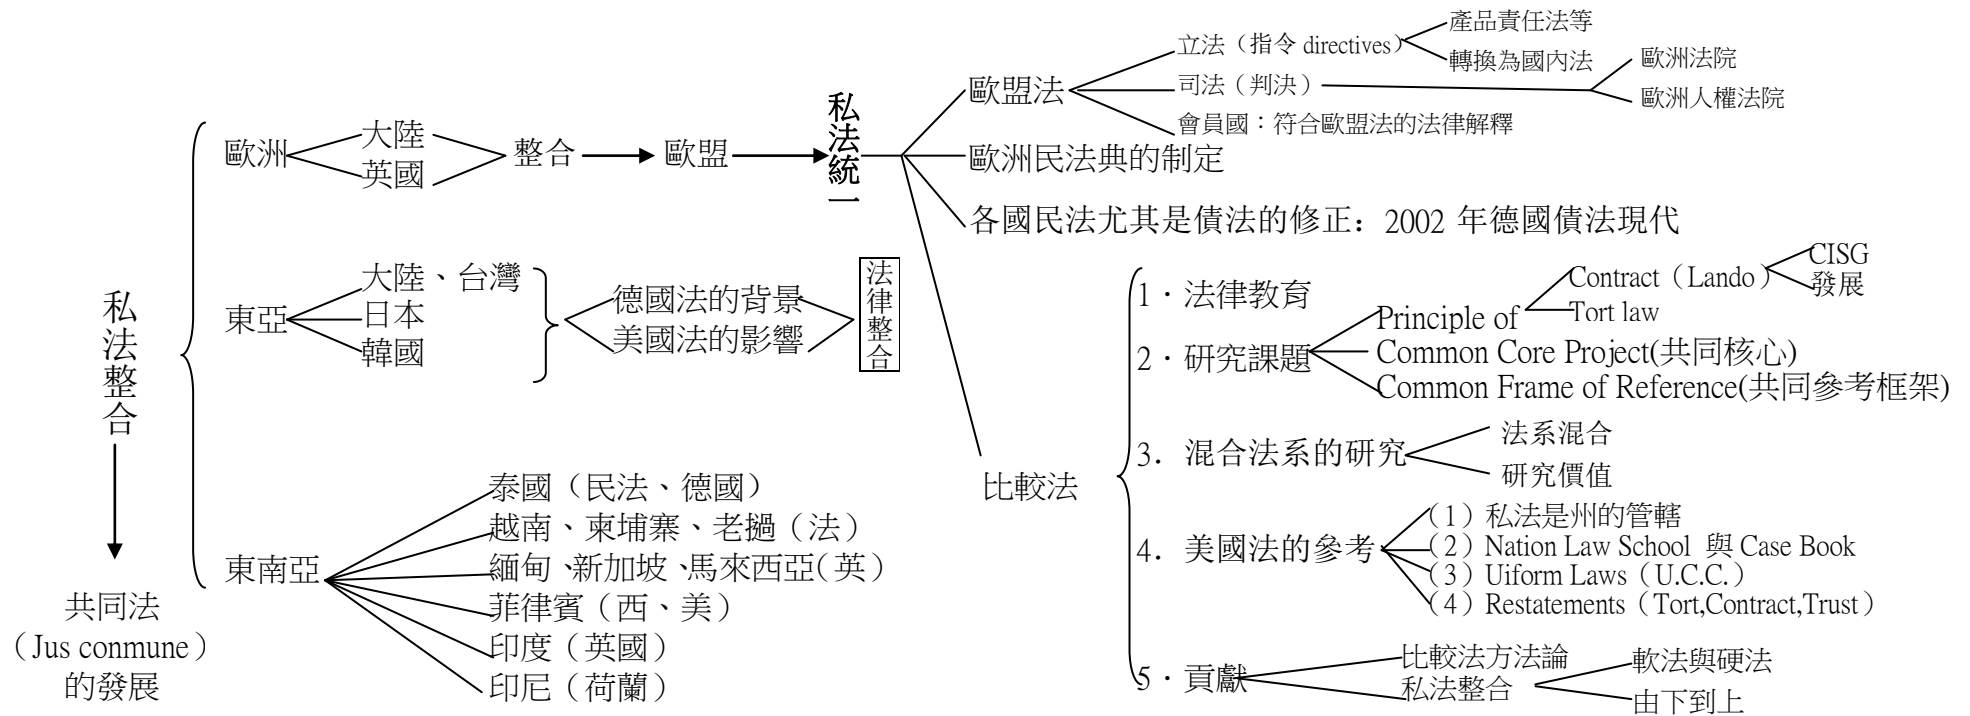 私法整合
共同法
（Jus conmune）
的發展
歐洲
大陸
英國
整合
歐盟
私法統一
歐盟法
立法（指令 directives）
產品責任法等
轉換為國內法
司法（判決）
歐洲法院
歐洲人權法院
會員國：符合歐盟法的法律解釋
歐洲民法典的制定
各國民法尤其是債法的修正：2002 年德國債法現代
東亞
大陸、台灣
日本
韓國
德國法的背景
美國法的影響
法律整合
東南亞
泰國（民法、德國）
越南、柬埔寨、老撾（法）
緬甸、新加坡、馬來西亞（英）
菲律賓（西、美）
印度（英國）
印尼（荷蘭）
比較法
1．法律教育
2．研究課題
Principle of
Contract（Lando）
CISG
發展
Tort law
Common Core Project(共同核心)
Common Frame of Reference(共同參考框架)
3． 混合法系的研究
法系混合
研究價值
4． 美國法的參考
（1）私法是州的管轄
（2）Nation Law School 與 Case Book
（3）Uiform Laws（U.C.C.）
（4）Restatements（Tort,Contract,Trust）
5．貢獻
比較法方法論
私法整合
軟法與硬法
由下到上